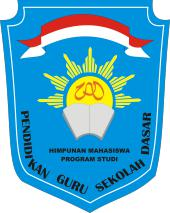 HIMPUNAN MAHASISWA
PROGRAM STUDI
PENDIDIKAN GURU SEKOLAH DASAR